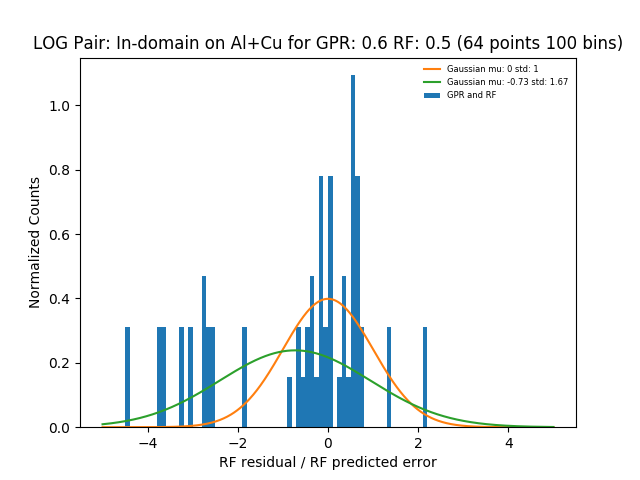 LOG Pair: In-domain on Al+Cu for GPR: 0.6 RF: 0.5 (64 points 100 bins)
Gaussian mu: 0 std: 1
Gaussian mu: -0.73 std: 1.67
GPR and RF
Normalized Counts
1.0
0.8
0.6
0.4
0.2
0.0
−4 −2 0 2 4
RF residual / RF predicted error